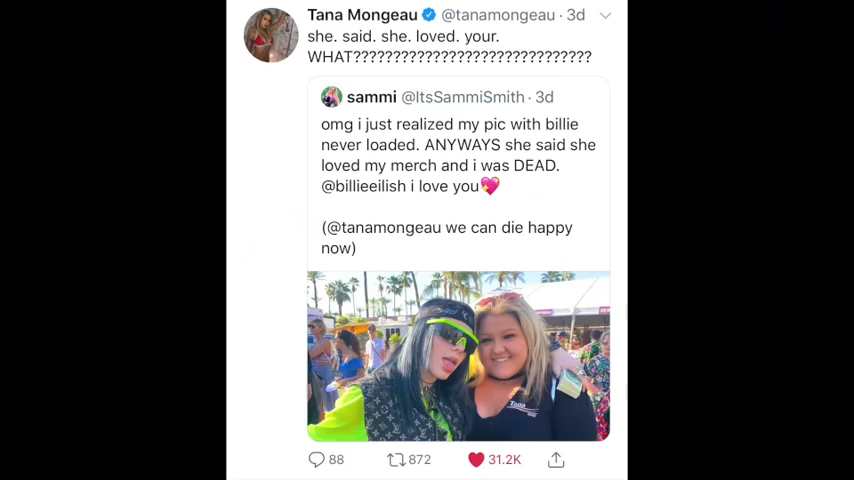 Tana Mongeau @tanamongeau · 3d
she. said. she. loved. your.
WHAT??????????????????????????????
sammi @ItsSammiSmith · 3d
omg i just realized my pic with billie
never loaded. ANYWAYS she said she
loved my merch and i was DEAD.
@billieeilish i love you💖
(@tanamongeau we can die happy
now)
Tana
88
872
31.2K